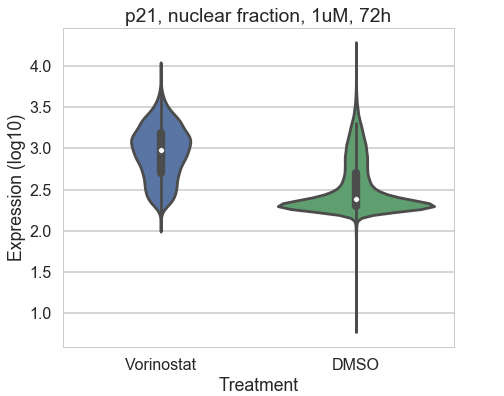 p21, nuclear fraction, 1uM, 72h
Expression (log10)
4.0
3.5
3.0
2.5
2.0
1.5
1.0
Vorinostat
DMSO
Treatment